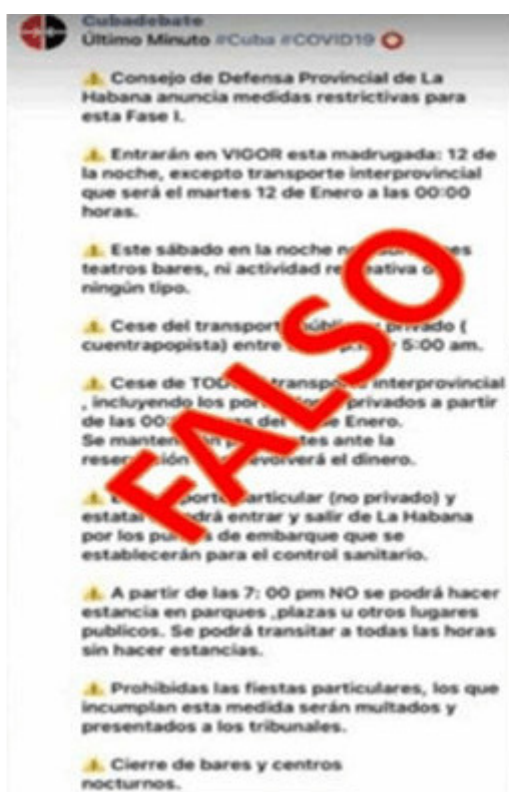 Cubadebate
Último Minuto #Cuba #COVID19
Consejo de Defensa Provincial de La
Habana anuncia medidas restrictivas para
esta Fase I.
Entrarán en VIGOR esta madrugada: 12 de
la noche, excepto transporte interprovincial
que será el martes 12 de Enero a las 00:00
horas.
Este sábado en la noche
teatros bares, ni actividad
ningún tipo.
Cese del y privado (
cuentrapopista) entre 5:00 am.
Cese de interprovincial
, incluyendo los privados a partir
de las Enero.
Se ante la
el dinero.
(no privado) y
estatal entrar y salir de La Habana
por los de embarque que se
establecerán para el control sanitario.
A partir de las 7: 00 pm NO se podrá hacer
estancia en parques ,plazas u otros lugares
publicos. Se podrá transitar a todas las horas
sin hacer estancias.
Prohibidas las fiestas particulares, los que
incumplan esta medida serán multados y
presentados a los tribunales.
Cierre de bares y centros
nocturnos.
FALSO